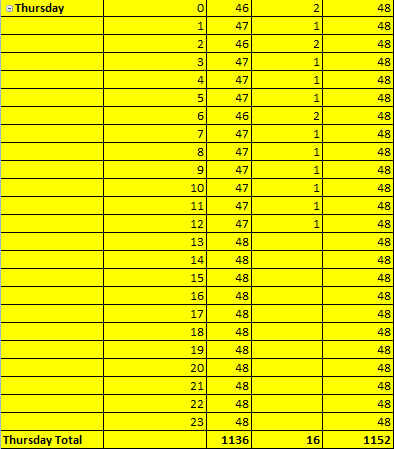 Thursday 0 46 2 48
1 47 1 48
2 46 2 48
3 47 1 48
4 47 1 48
5 47 1 48
6 46 2 48
7 47 1 48
8 47 1 48
9 47 1 48
10 47 1 48
11 47 1 48
12 47 1 48
13 48 48
14 48 48
15 48 48
16 48 48
17 48 48
18 48 48
19 48 48
20 48 48
21 48 48
22 48 48
23 48 48
Thursday Total 1136 16 1152